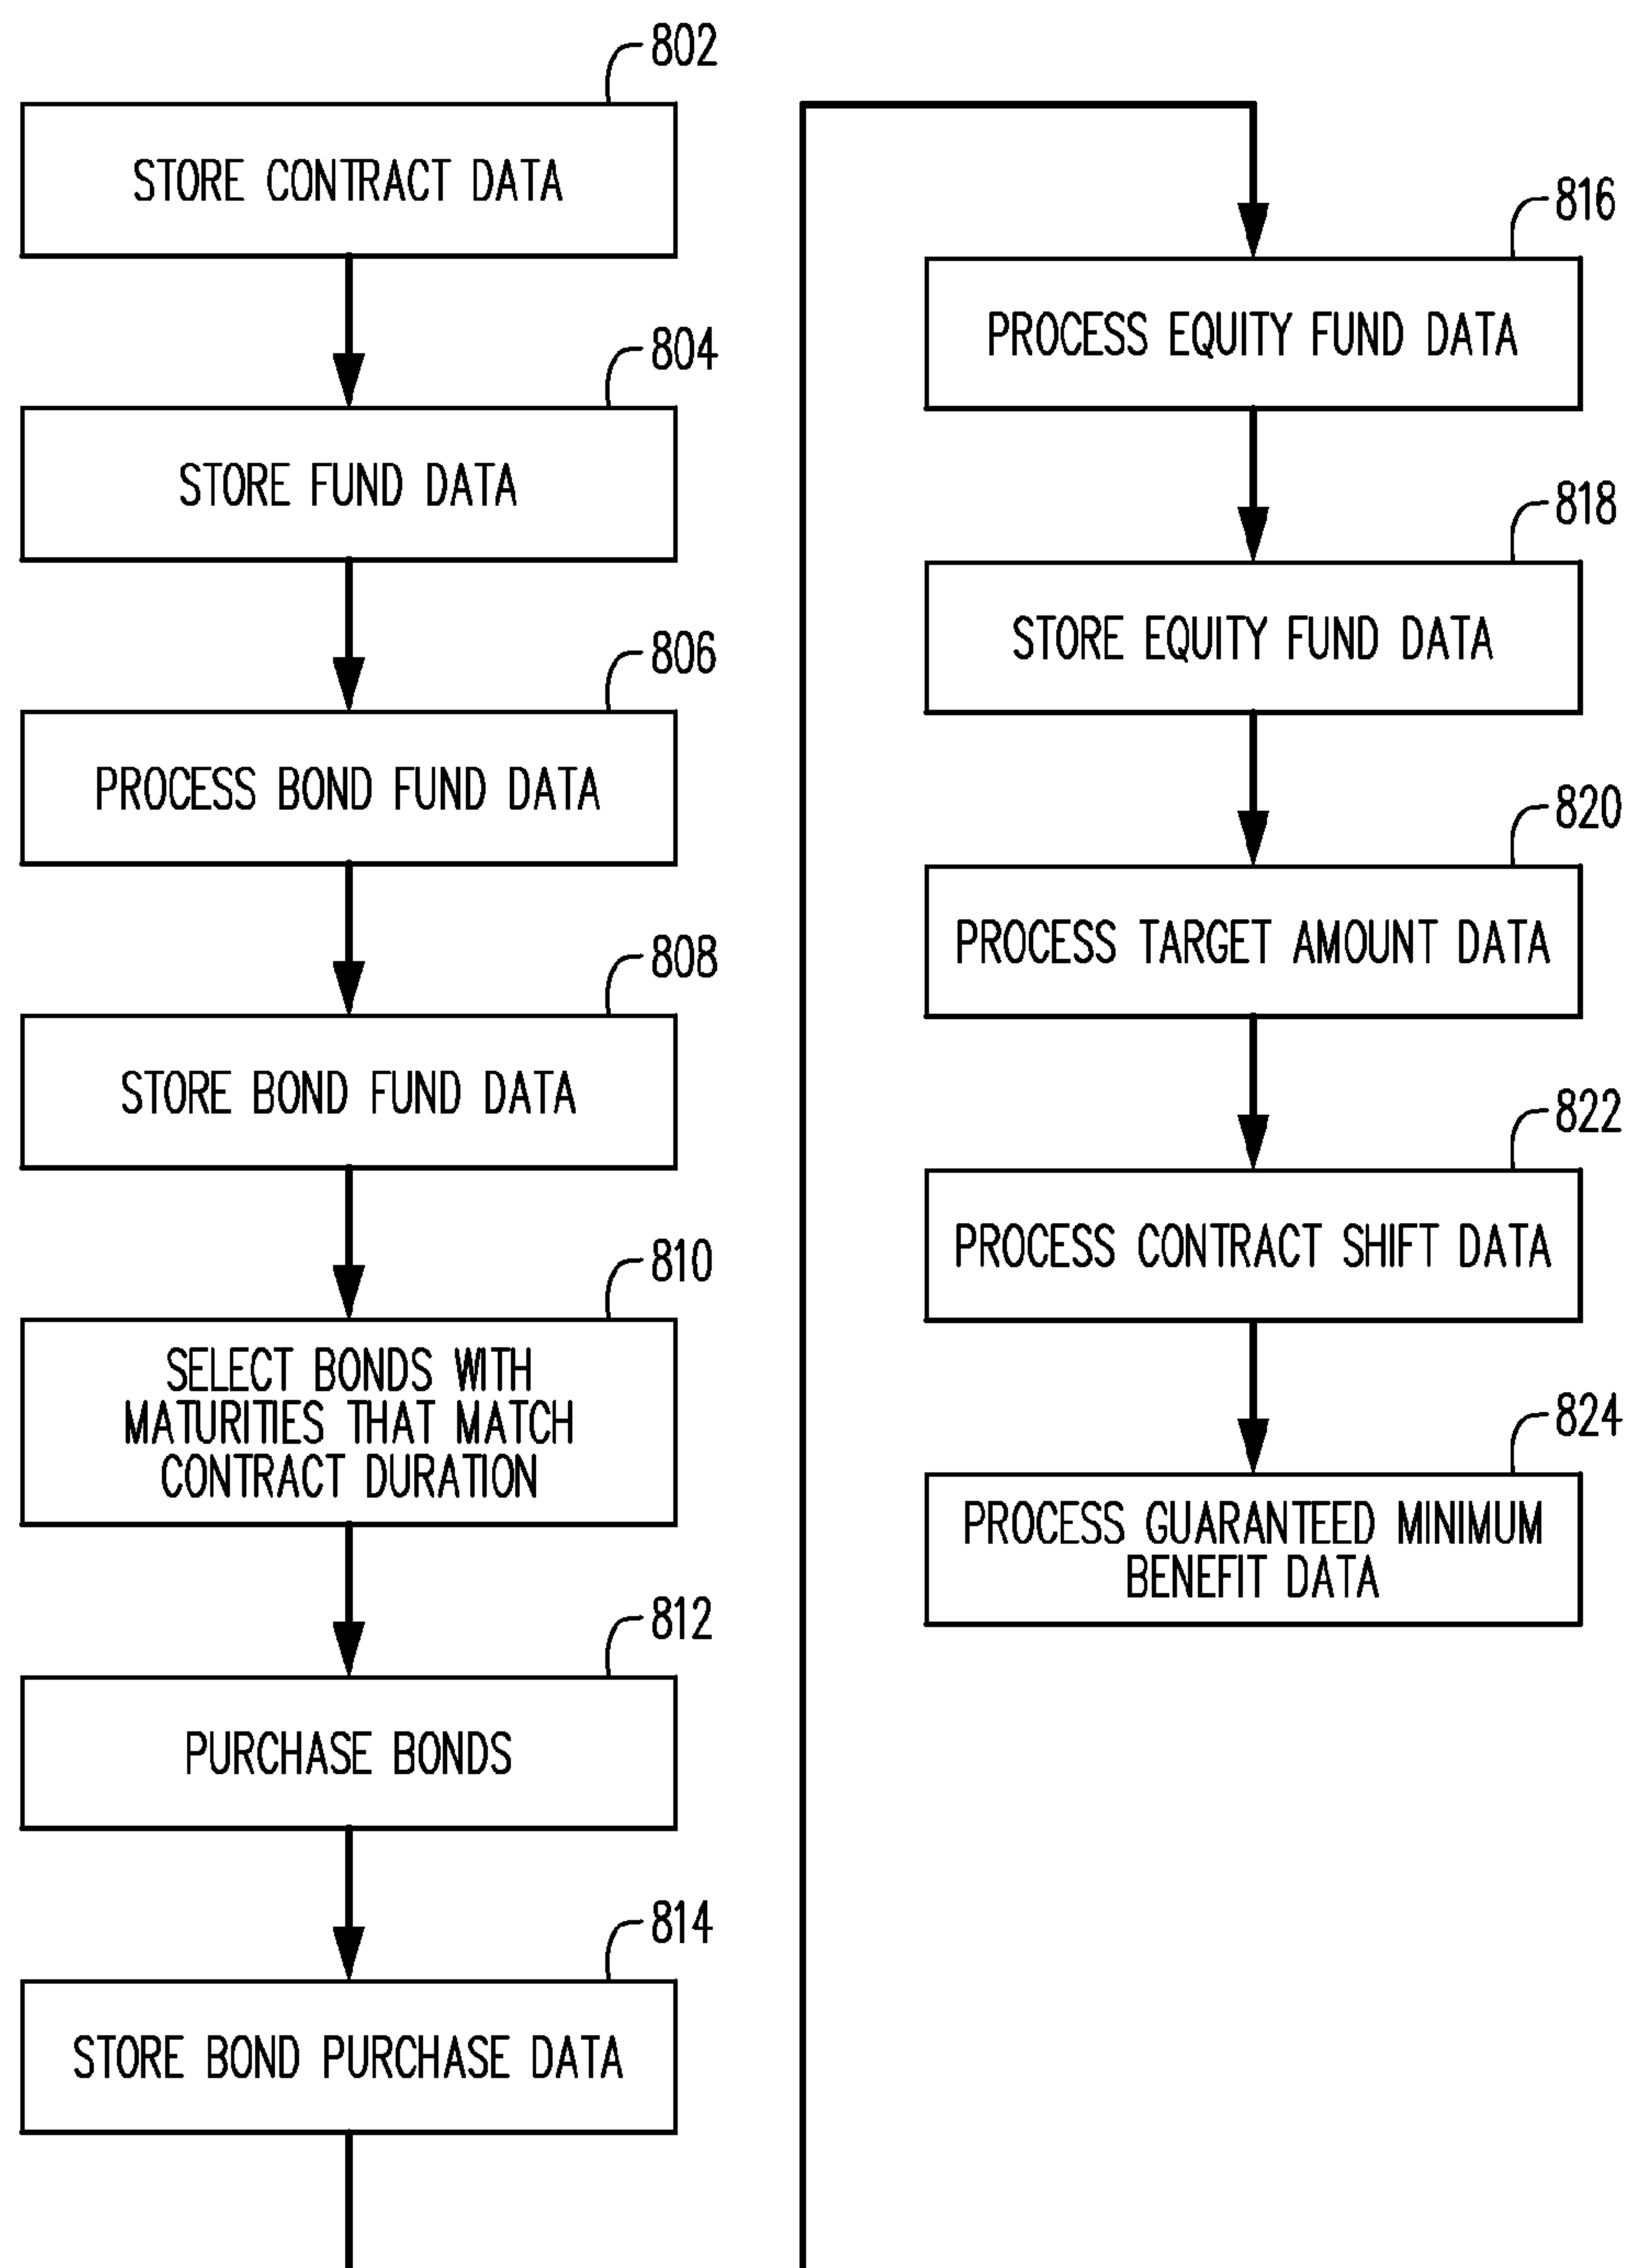 802
STORE CONTRACT DATA
804
STORE FUND DATA
806
PROCESS BOND FUND DATA
808
STORE BOND FUND DATA
810
SELECT BONDS WITH
MATURITIES THAT MATCH
CONTRACT DURATION
812
PURCHASE BONDS
814
STORE BOND PURCHASE DATA
816
PROCESS EQUITY FUND DATA
818
STORE EQUITY FUND DATA
820
PROCESS TARGET AMOUNT DATA
822
PROCESS CONTRACT SHIFT DATA
824
PROCESS GUARANTEED MINIMUM
BENEFIT DATA